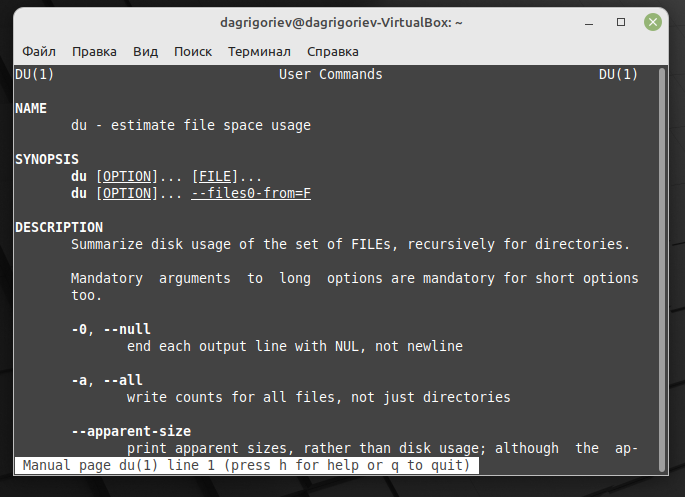 dagrigoriev@dagrigoriev-VirtualBox: ~
Файл Правка Вид Поиск Терминал Справка
DU(1) User Commands DU(1)
NAME
du - estimate file space usage
SYNOPSIS
du [OPTION]... [FILE]...
du [OPTION]... --files0-from=F
DESCRIPTION
Summarize disk usage of the set of FILEs, recursively for directories.
Mandatory arguments to long options are mandatory for short options
too.
-0, --null
end each output line with NUL, not newline
-a, --all
write counts for all files, not just directories
--apparent-size
print apparent sizes, rather than disk usage; although the ap-
Manual page du(1) line 1 (press h for help or q to quit)